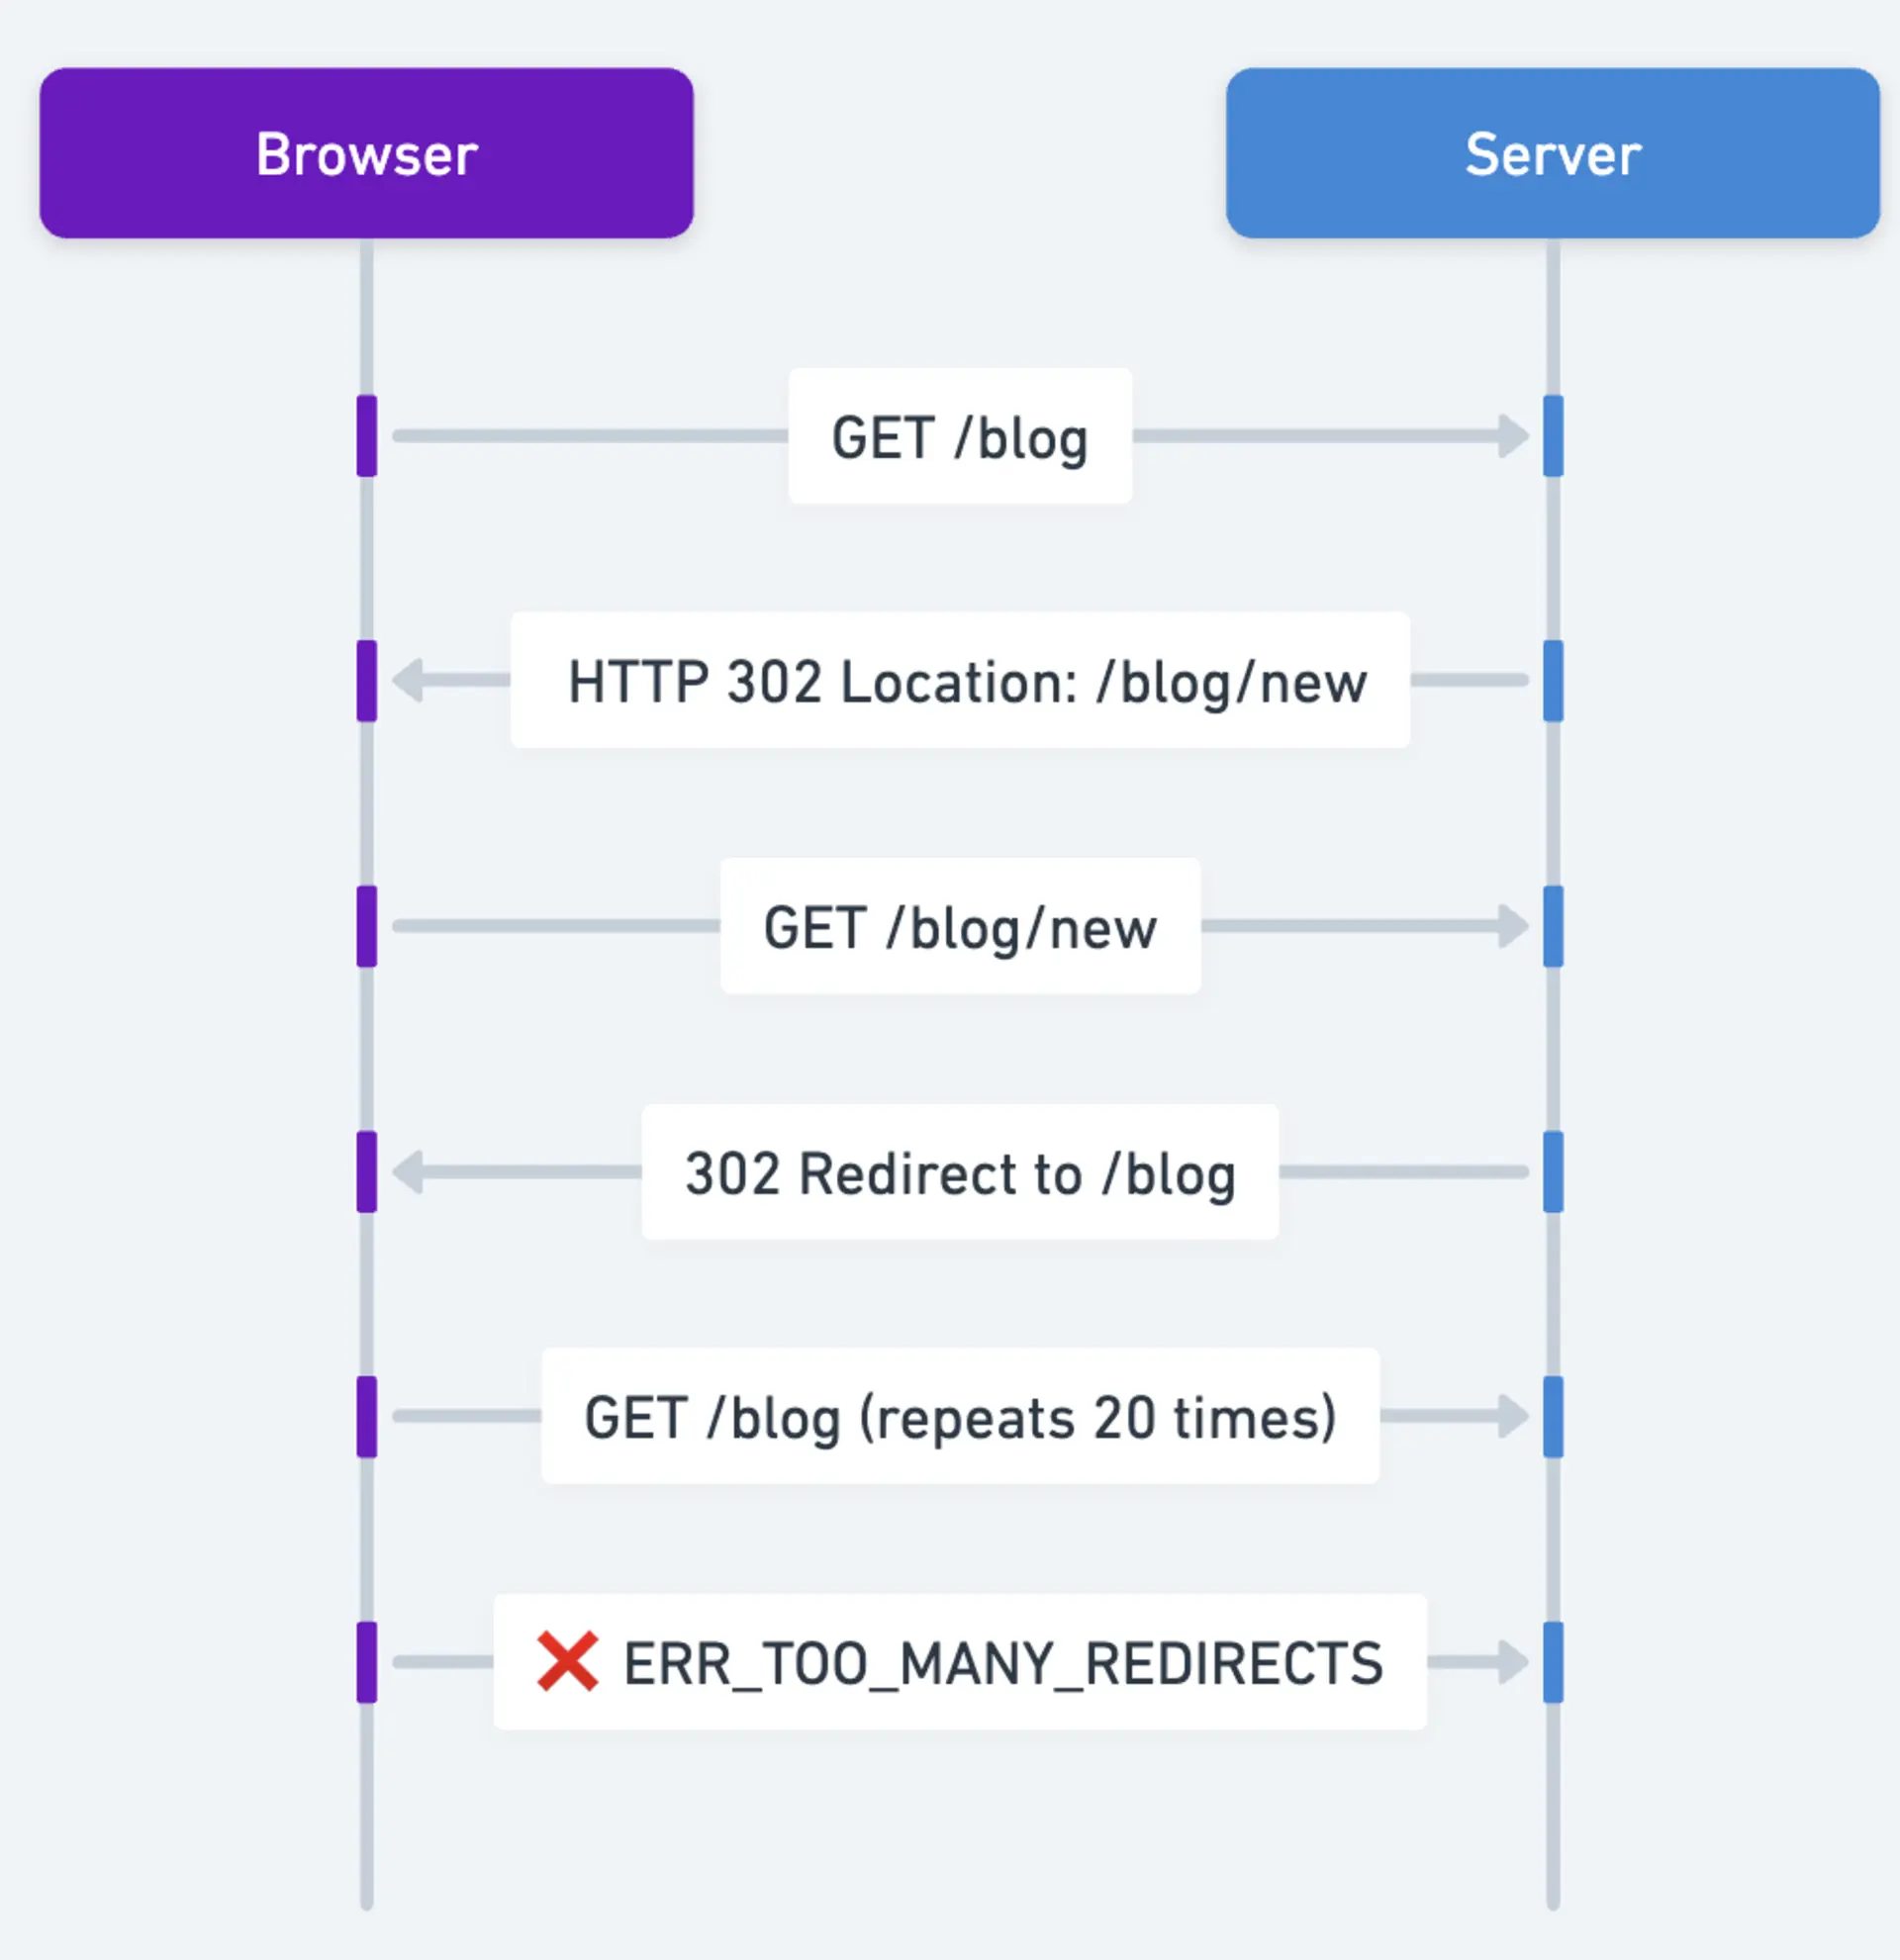 Browser
Server
GET /blog
HTTP 302 Location: /blog/new
GET /blog/new
302 Redirect to /blog
GET /blog (repeats 20 times)
❌ ERR_TOO_MANY_REDIRECTS